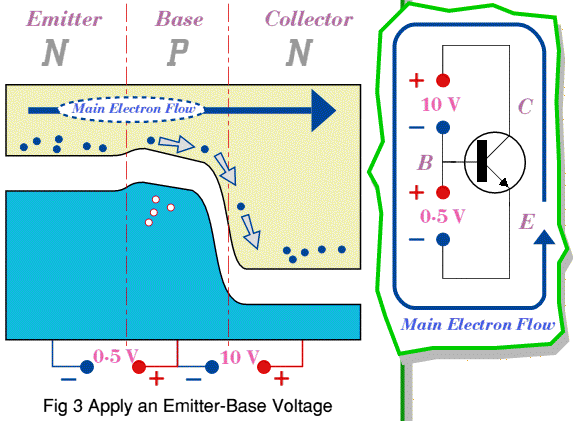 Emitter Base Collector
N P N
Main Electron Flow
− 0·5 V + − 10 V +
Fig 3 Apply an Emitter-Base Voltage
+
10 V
C
−
B
+
0·5 V
E
−
Main Electron Flow